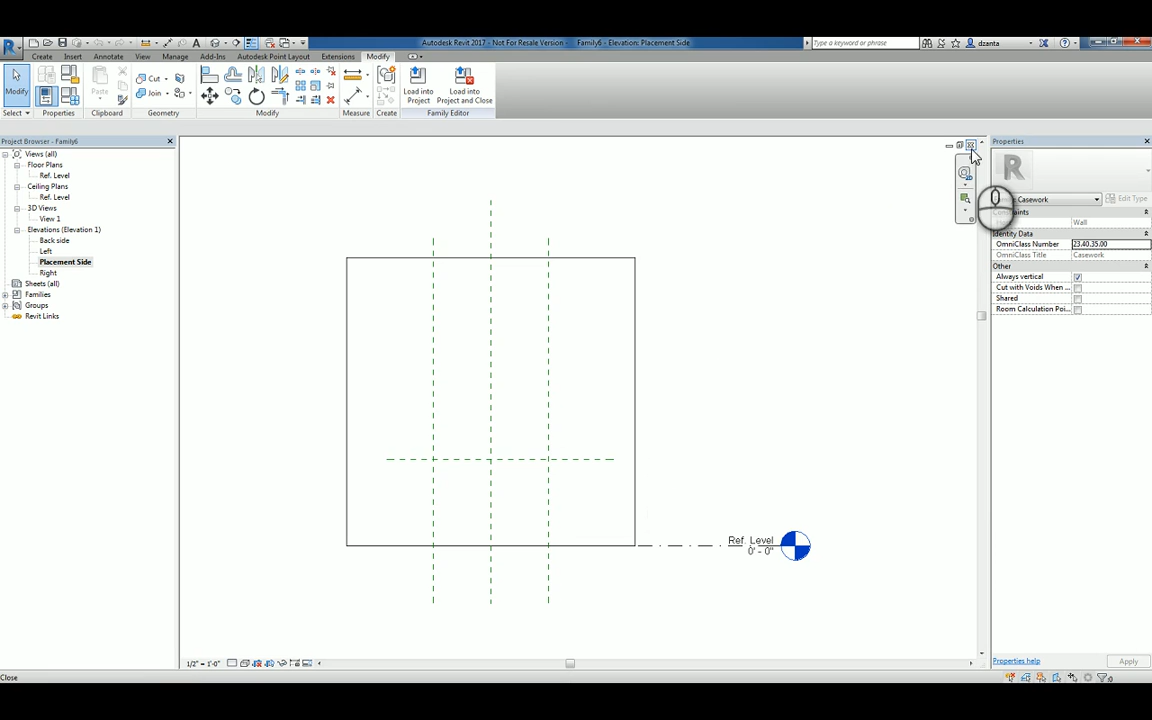 Autodesk Revit 2017 - Not For Resale Version - Family6 - Elevation: Placement Side
Type a keyword or phrase
dzanta
Create Insert Annotate View Manage Add-Ins Autodesk Point Layout Extensions Modify
Modify
Paste
Cut
Join
Load into Project
Load into Project and Close
Select Properties Clipboard Geometry Modify Measure Create Family Editor
Project Browser - Family6
Properties
Views (all)
Floor Plans
Ref. Level
Ceiling Plans
Ref. Level
3D Views
View 1
Elevations (Elevation 1)
Back side
Left
Placement Side
Right
Sheets (all)
Families
Groups
Revit Links
2D
Casework
Edit Type
Constraints
Wall
Identity Data
OmniClass Number 23.40.35.00
OmniClass Title Casework
Other
Always vertical
Cut with Voids When ...
Shared
Room Calculation Poi...
Ref. Level
0' - 0"
1/2" = 1'-0"
Properties help
Apply
Close
:0